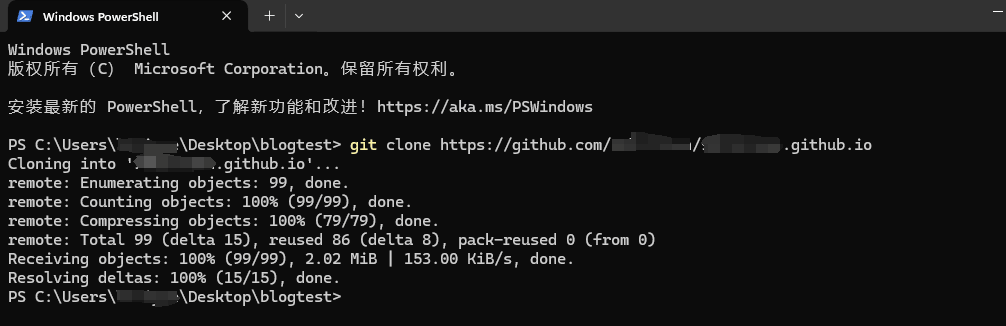 Windows PowerShell
Windows PowerShell
版权所有 (C) Microsoft Corporation。保留所有权利。
安装最新的 PowerShell,了解新功能和改进!https://aka.ms/PSWindows
PS C:\Users\ \Desktop\blogtest> git clone https://github.com/ / .github.io
Cloning into ' .github.io'...
remote: Enumerating objects: 99, done.
remote: Counting objects: 100% (99/99), done.
remote: Compressing objects: 100% (79/79), done.
remote: Total 99 (delta 15), reused 86 (delta 8), pack-reused 0 (from 0)
Receiving objects: 100% (99/99), 2.02 MiB | 153.00 KiB/s, done.
Resolving deltas: 100% (15/15), done.
PS C:\Users\ \Desktop\blogtest>